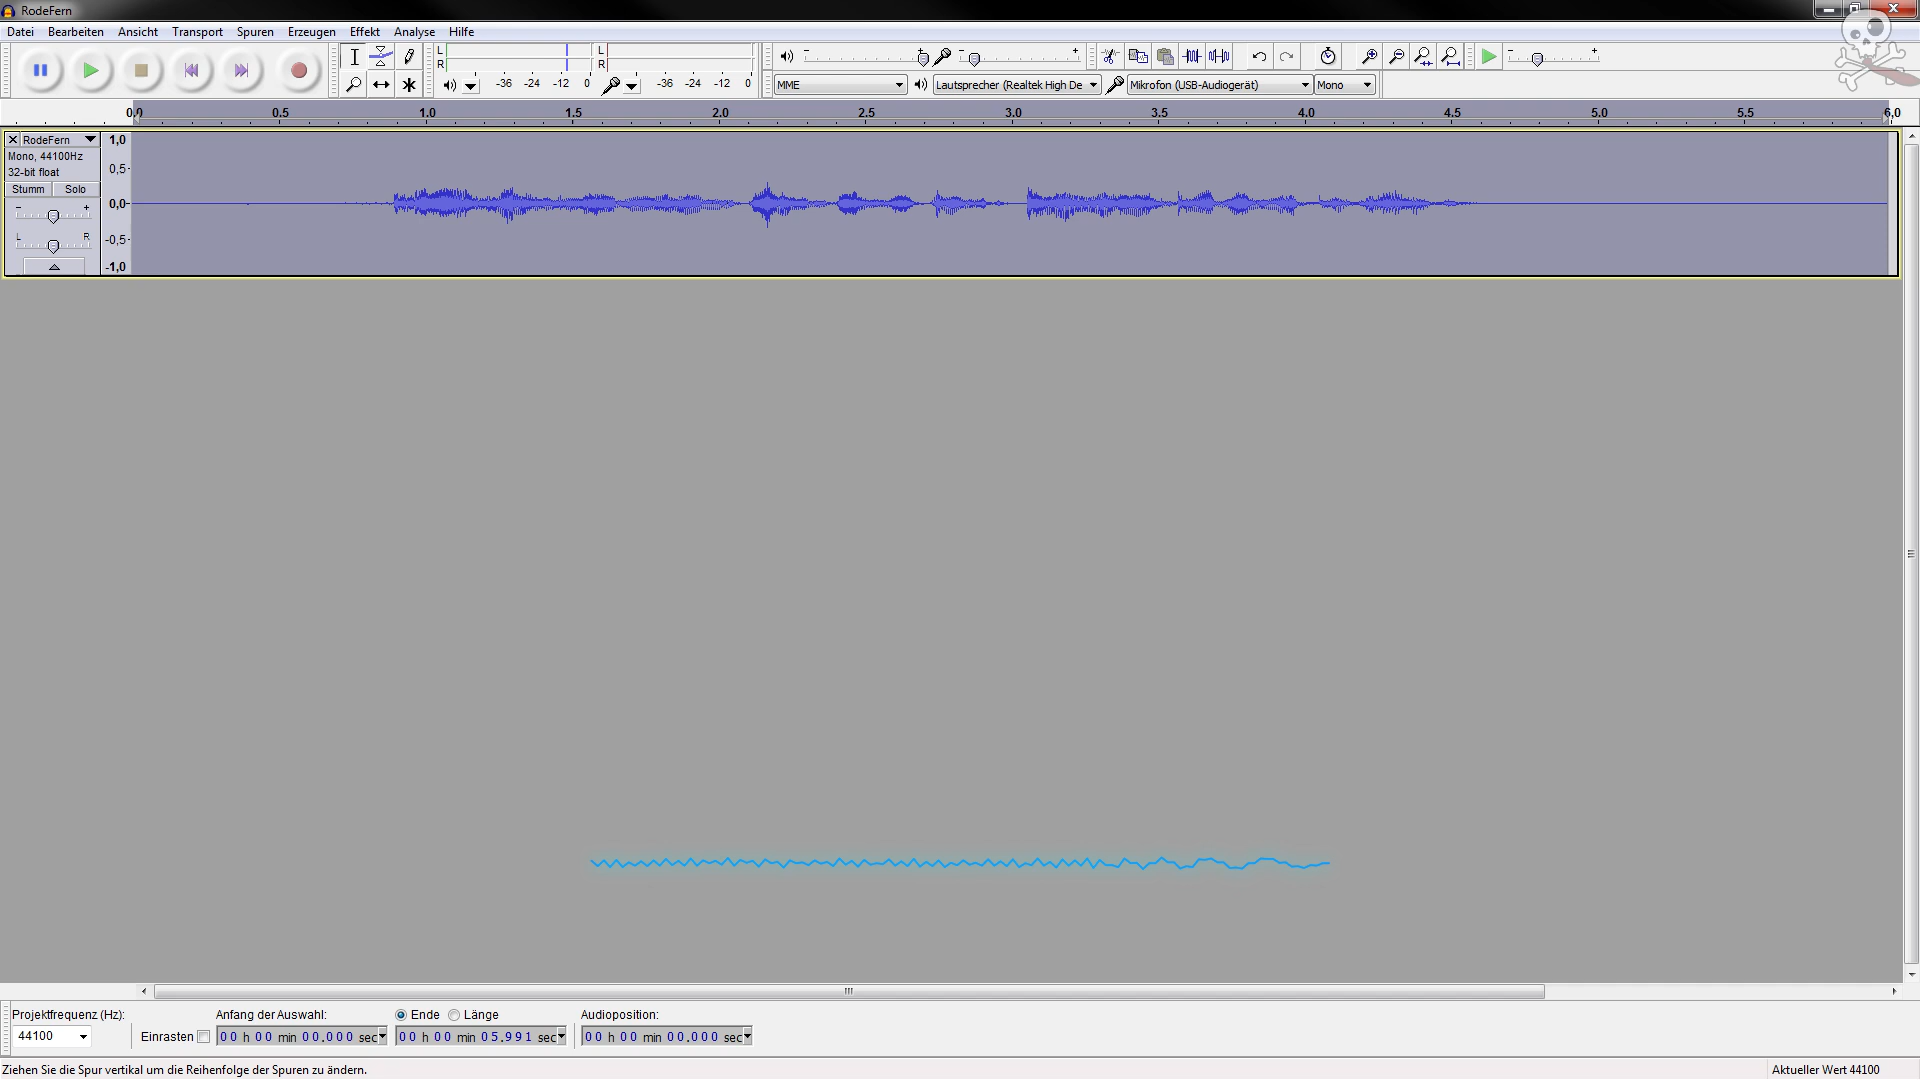 RodeFern
Datei Bearbeiten Ansicht Transport Spuren Erzeugen Effekt Analyse Hilfe
L
R
-36 -24 -12 0
L
R
-36 -24 -12 0
- +
- +
- +
MME
Lautsprecher (Realtek High De
Mikrofon (USB-Audiogerät)
Mono
0,0 0.5 1.0 1.5 2.0 2.5 3.0 3.5 4.0 4.5 5.0 5.5 6,0
RodeFern
Mono, 44100Hz
32-bit float
Stumm Solo
- +
L R
1,0
0,5-
0,0-
-0,5-
-1,0
Projektfrequenz (Hz):
44100
Einrasten
Anfang der Auswahl:
00 h 00 min 00.000 sec
Ende Länge
00 h 00 min 05.991 sec
Audioposition:
00 h 00 min 00.000 sec
Ziehen Sie die Spur vertikal um die Reihenfolge der Spuren zu ändern.
Aktueller Wert 44100